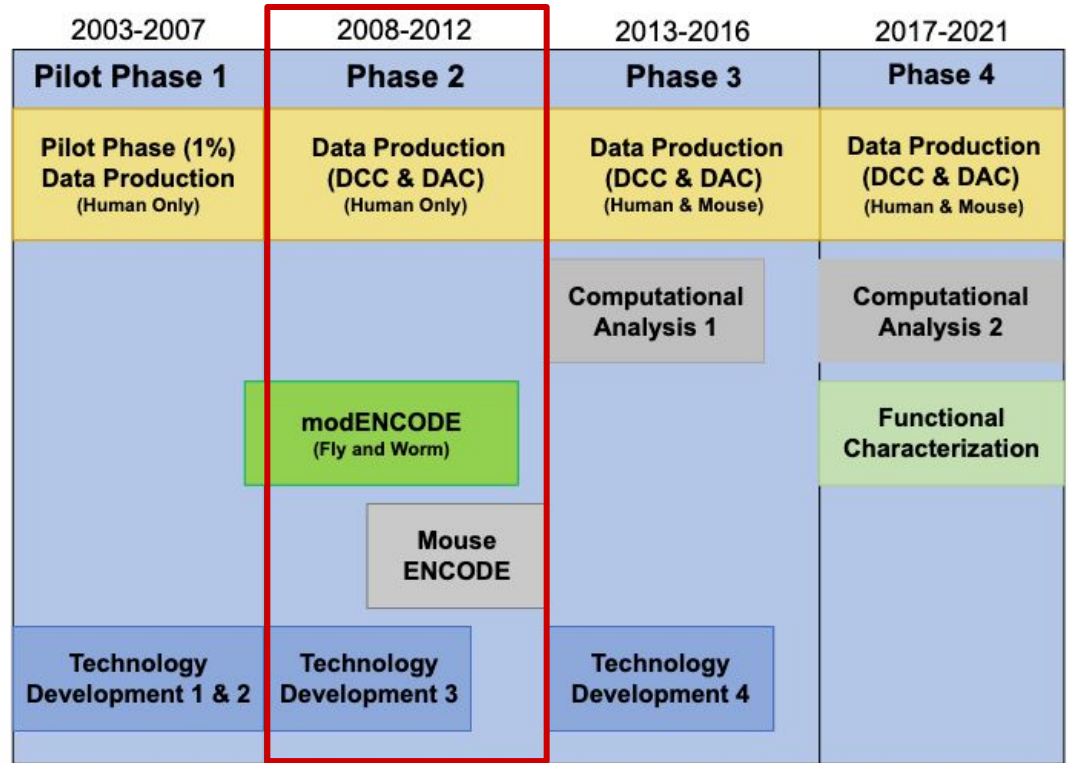 2003-2007
2008-2012
2013-2016
2017-2021
Pilot Phase 1
Phase 2
Phase 3
Phase 4
Pilot Phase (1%)
Data Production
(Human Only)
Data Production
(DCC & DAC)
(Human Only)
Data Production
(DCC & DAC)
(Human & Mouse)
Data Production
(DCC & DAC)
(Human & Mouse)
Computational
Analysis 1
Computational
Analysis 2
modENCODE
(Fly and Worm)
Functional
Characterization
Mouse
ENCODE
Technology
Development 1 & 2
Technology
Development 3
Technology
Development 4